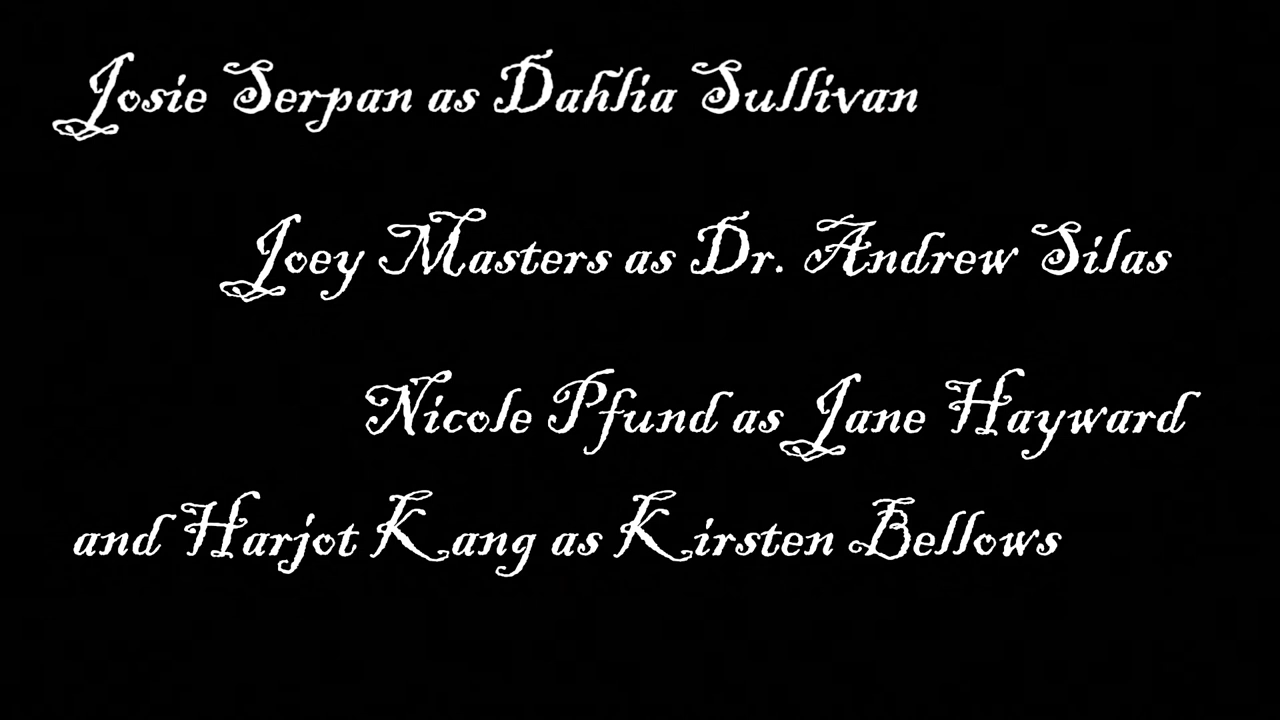 Josie Serpan as Dahlia Sullivan
Joey Masters as Dr. Andrew Silas
Nicole Pfund as Jane Hayward
and Harjot Kang as Kirsten Bellows